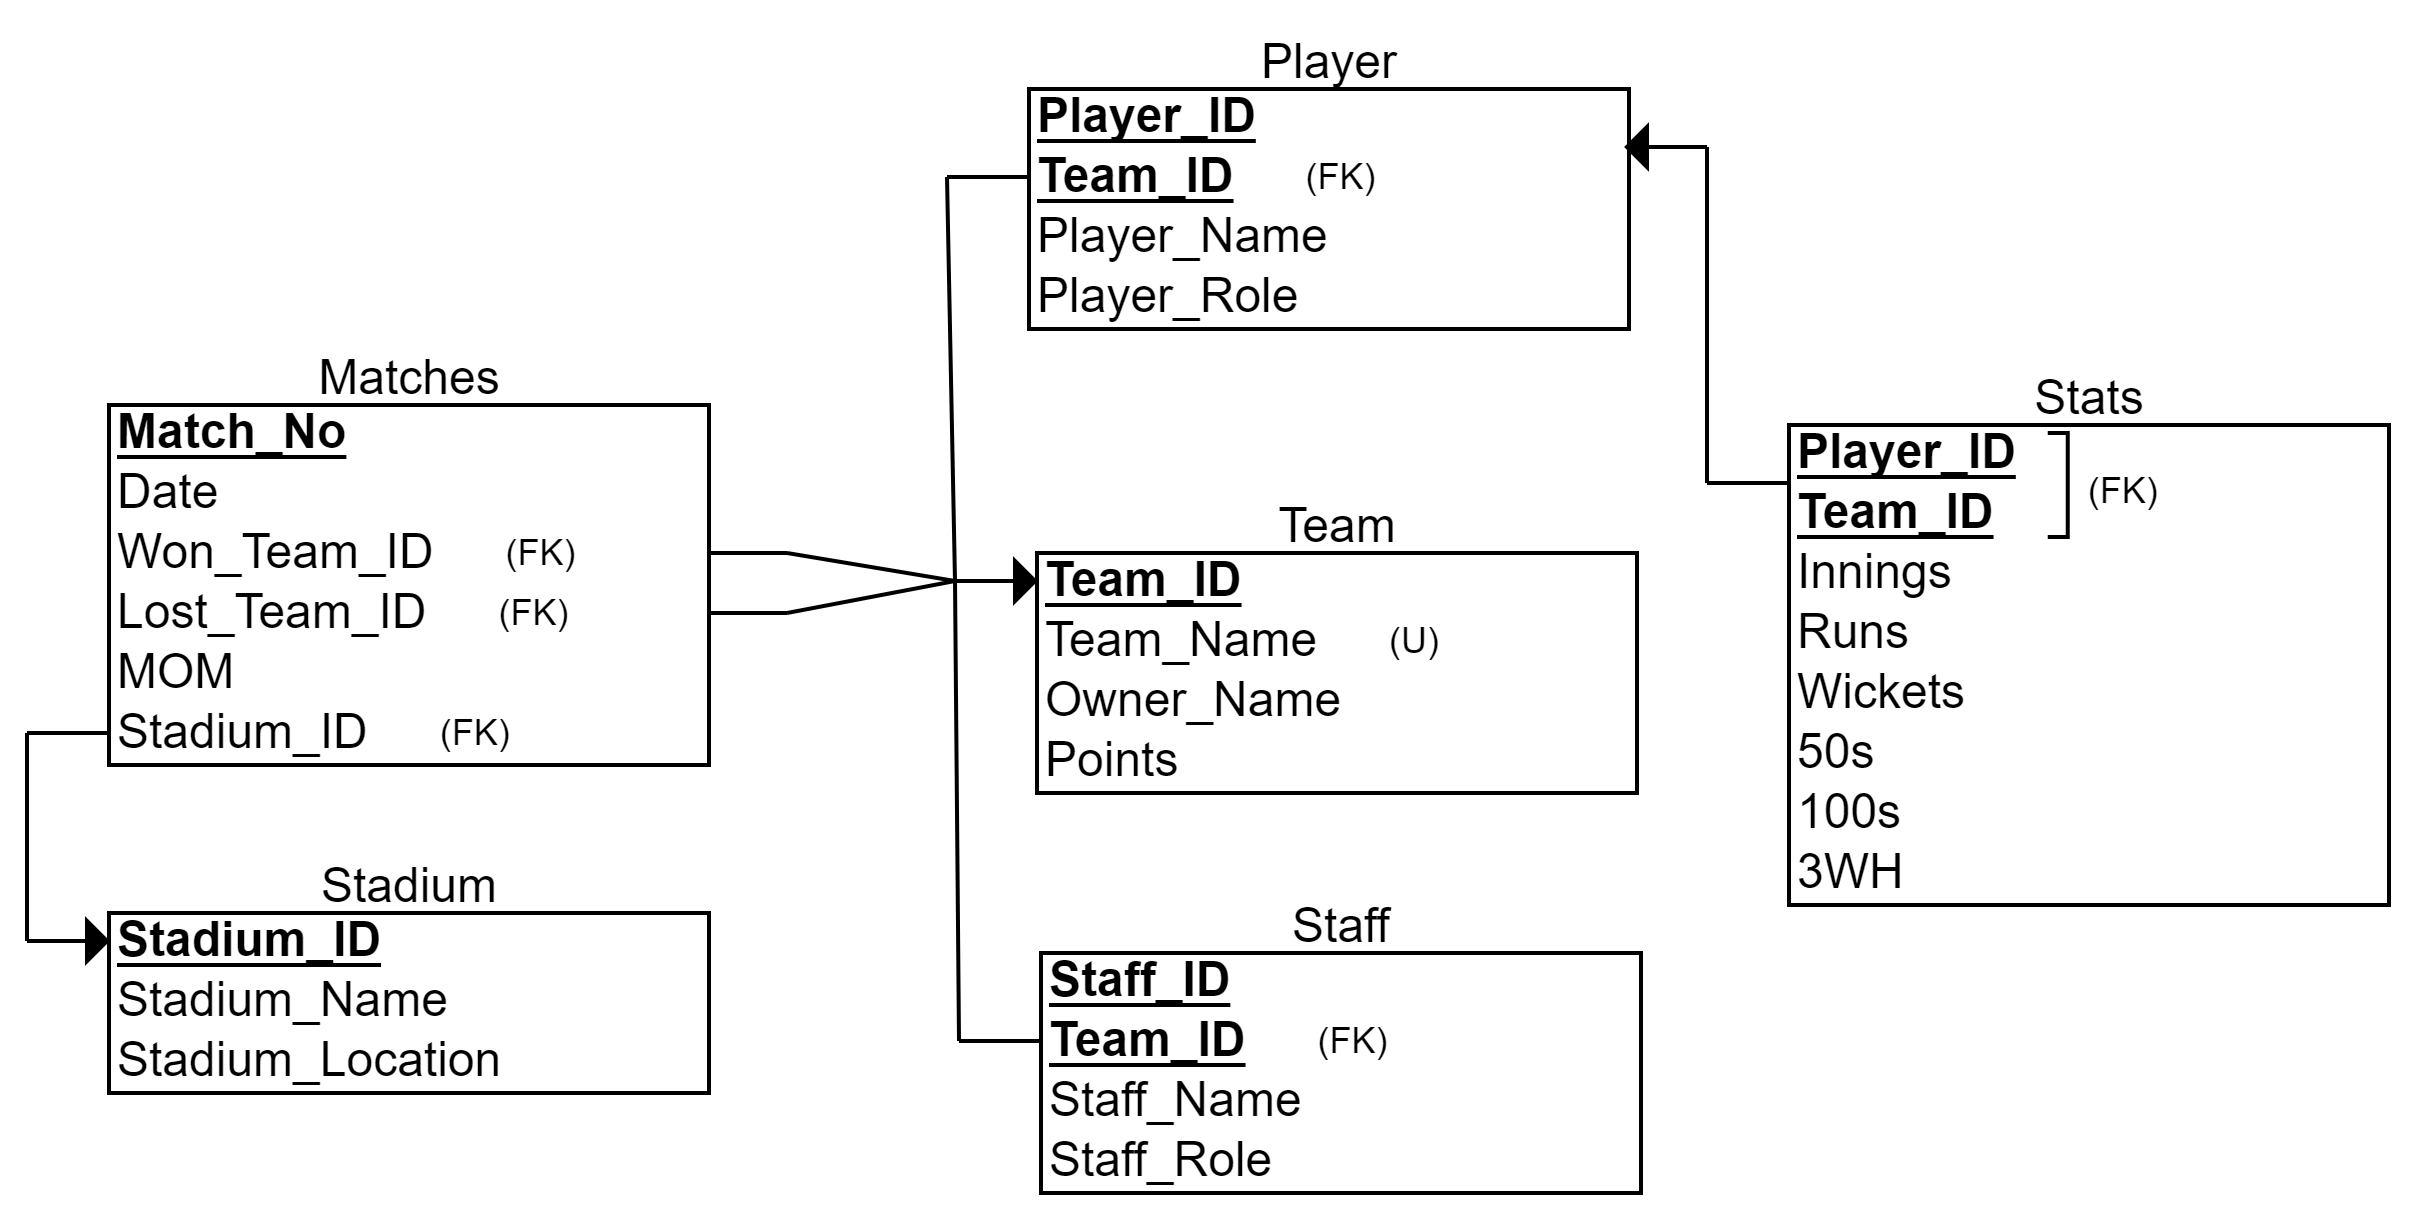 Player
Player_ID
Team_ID (FK)
Player_Name
Player_Role
Matches
Match_No
Date
Won_Team_ID (FK)
Lost_Team_ID (FK)
MOM
Stadium_ID (FK)
Team
Team_ID
Team_Name (U)
Owner_Name
Points
Stats
Player_ID
Team_ID
(FK)
Innings
Runs
Wickets
50s
100s
3WH
Stadium
Stadium_ID
Stadium_Name
Stadium_Location
Staff
Staff_ID
Team_ID (FK)
Staff_Name
Staff_Role